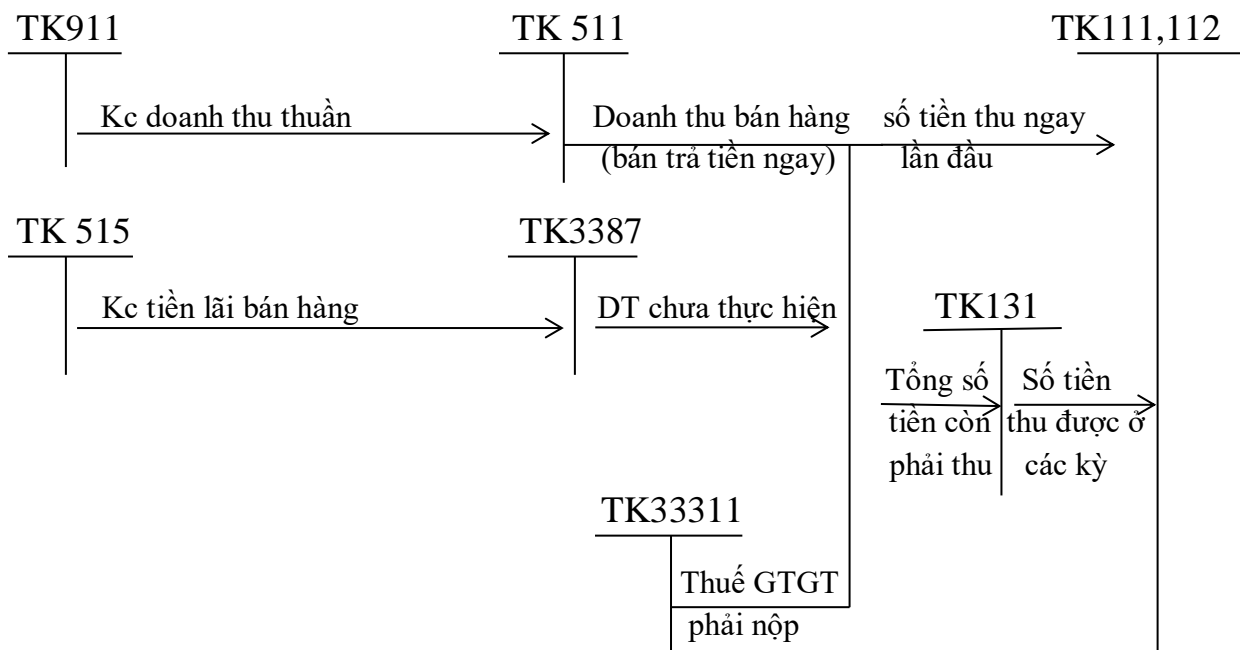 TK911
TK 511
TK111,112
Kc doanh thu thuần
Doanh thu bán hàng
(bán trả tiền ngay)
số tiền thu ngay
lần đầu
TK 515
TK3387
Kc tiền lãi bán hàng
DT chưa thực hiện
TK131
Tổng số
tiền còn
phải thu
Số tiền
thu được ở
các kỳ
TK33311
Thuế GTGT
phải nộp